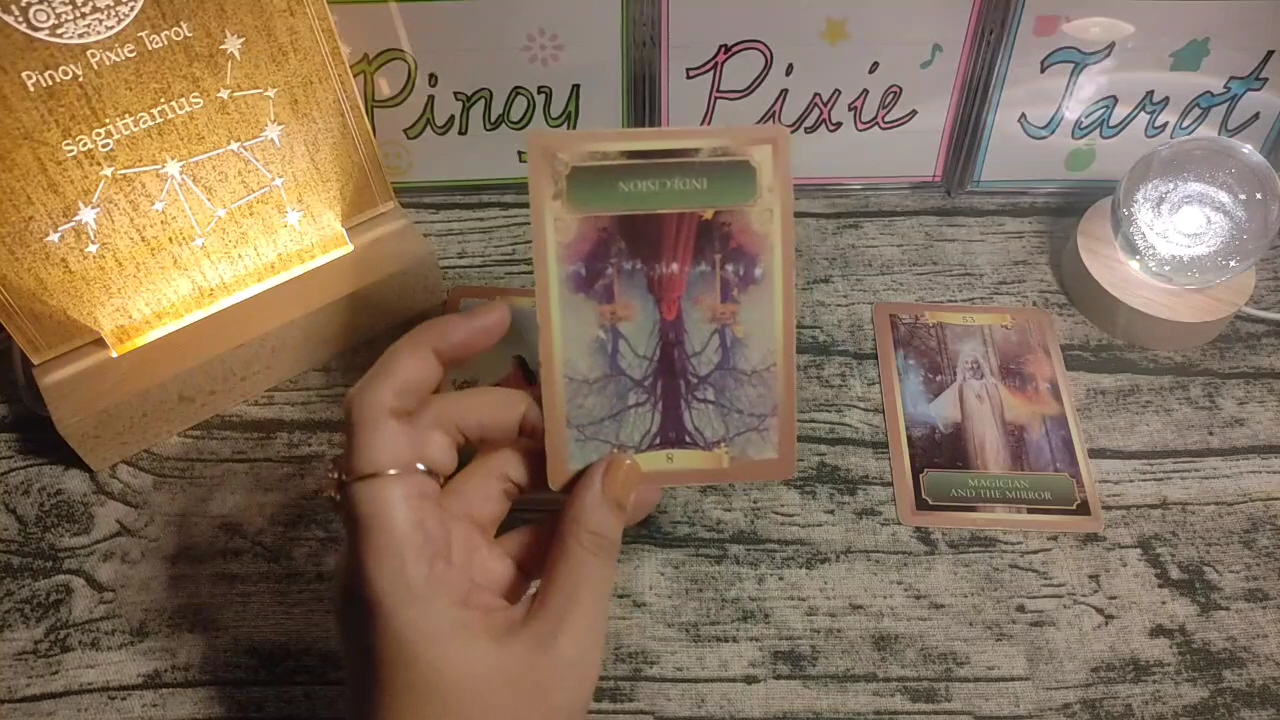 Pinoy Pixie Tarot
sagittarius
Pinoy Pixie Tarot
INDECISION
8
53
MAGICIAN
AND THE MIRROR